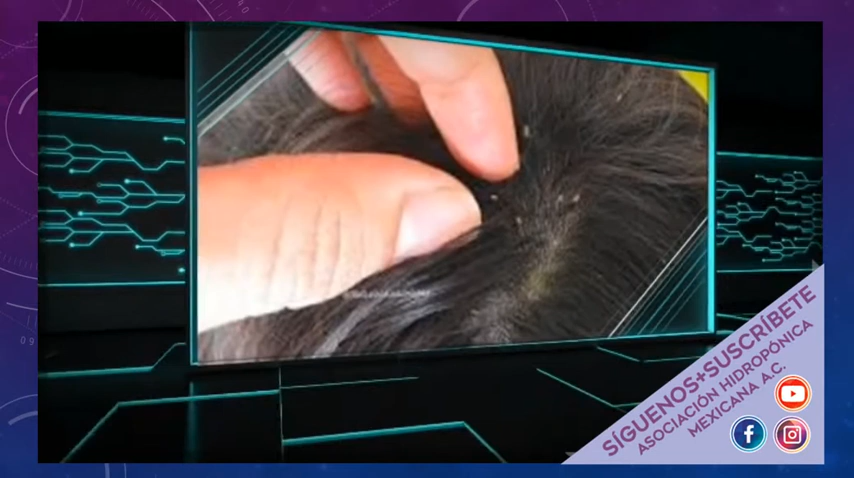 SÍGUENOS+SUSCRÍBETE
ASOCIACIÓN HIDROPÓNICA
MEXICANA A.C.